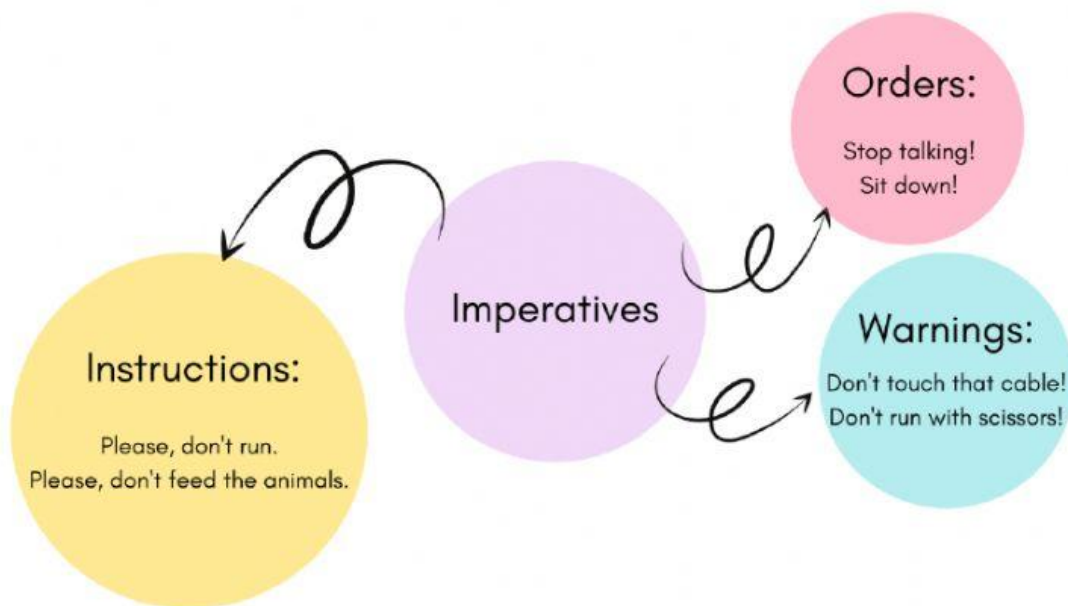 Imperatives
Instructions:
Please, don't run.
Please, don't feed the animals.
Orders:
Stop talking!
Sit down!
Warnings:
Don't touch that cable!
Don't run with scissors!